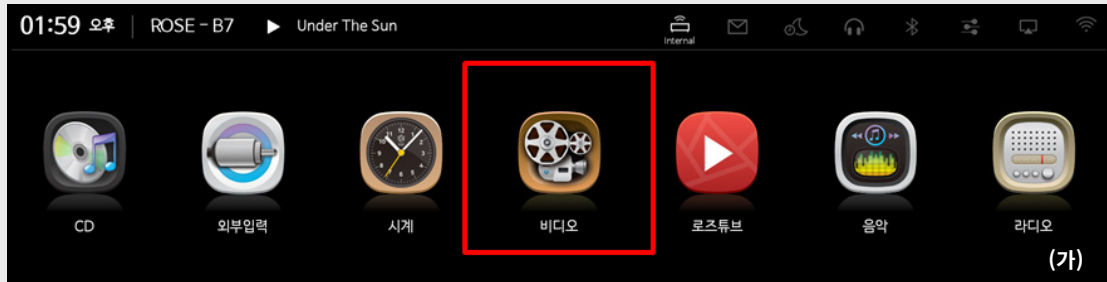 01:59 오후 ROSE - B7 ▶ Under The Sun
Internal
CD 외부입력 시계 비디오 로즈튜브 음악 라디오
(가)